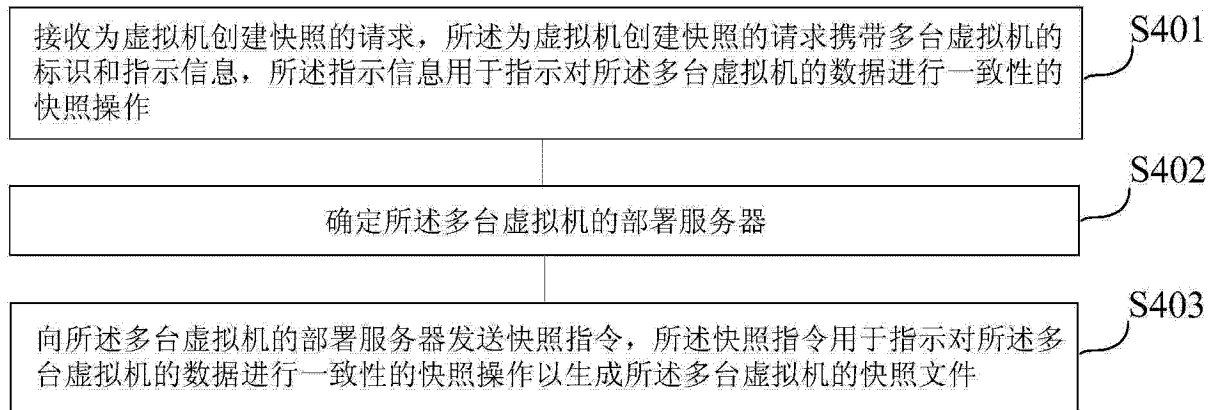 接收为虚拟机创建快照的请求，所述为虚拟机创建快照的请求携带多台虚拟机的
标识和指示信息，所述指示信息用于指示对所述多台虚拟机的数据进行一致性的
快照操作
S401
确定所述多台虚拟机的部署服务器
S402
向所述多台虚拟机的部署服务器发送快照指令，所述快照指令用于指示对所述多
台虚拟机的数据进行一致性的快照操作以生成所述多台虚拟机的快照文件
S403